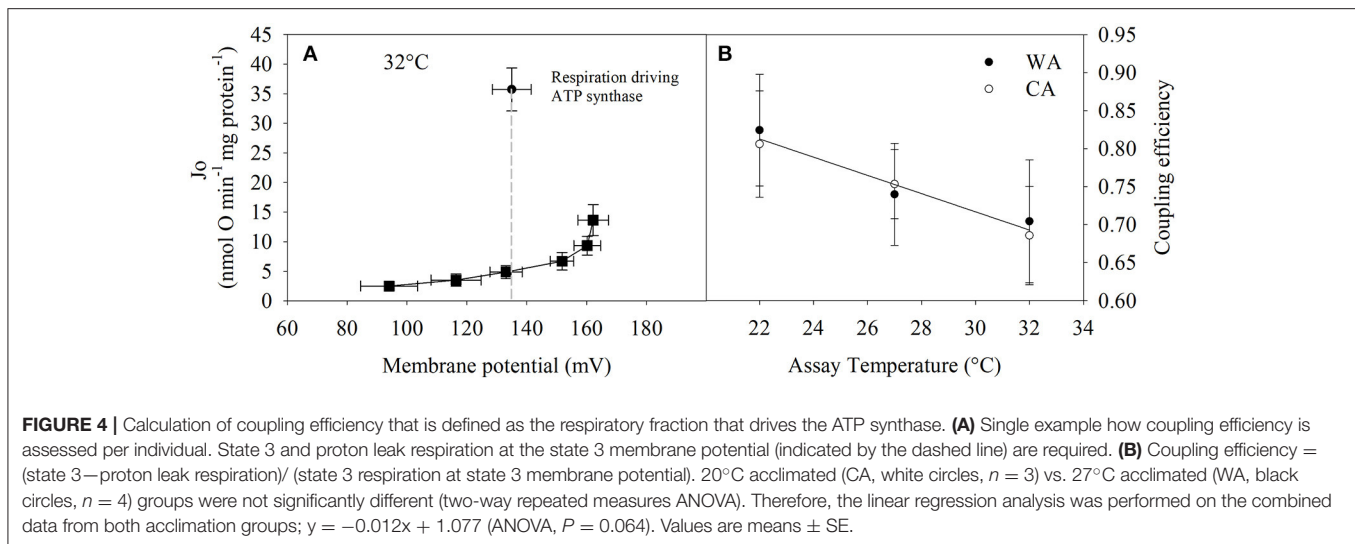 A
32°C
Respiration driving
ATP synthase
45
40
35
30
25
20
15
10
5
0
Jo
(nmol O min⁻¹ mg protein⁻¹)
60 80 100 120 140 160 180
Membrane potential (mV)
B
WA
CA
0.95
0.90
0.85
0.80
0.75
0.70
0.65
0.60
Coupling efficiency
22 24 26 28 30 32 34
Assay Temperature (°C)
FIGURE 4 | Calculation of coupling efficiency that is defined as the respiratory fraction that drives the ATP synthase. (A) Single example how coupling efficiency is
assessed per individual. State 3 and proton leak respiration at the state 3 membrane potential (indicated by the dashed line) are required. (B) Coupling efficiency =
(state 3—proton leak respiration)/ (state 3 respiration at state 3 membrane potential). 20°C acclimated (CA, white circles, n = 3) vs. 27°C acclimated (WA, black
circles, n = 4) groups were not significantly different (two-way repeated measures ANOVA). Therefore, the linear regression analysis was performed on the combined
data from both acclimation groups; y = −0.012x + 1.077 (ANOVA, P = 0.064). Values are means ± SE.